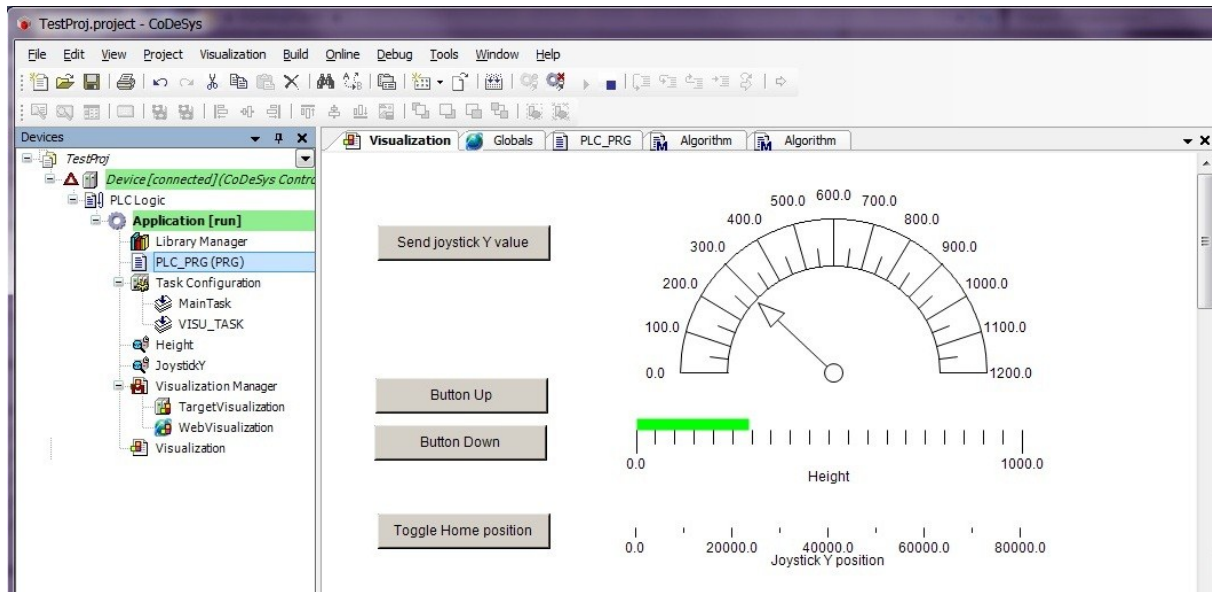 TestProj.project - CoDeSys
File Edit View Project Visualization Build Online Debug Tools Window Help
Devices
TestProj
Device [connected] (CoDeSys Contro
PLC Logic
Application [run]
Library Manager
PLC_PRG (PRG)
Task Configuration
MainTask
VISU_TASK
Height
JoystickY
Visualization Manager
TargetVisualization
WebVisualization
Visualization
Visualization Globals PLC_PRG Algorithm Algorithm
Send joystick Y value
Button Up
Button Down
Toggle Home position
0.0
100.0
200.0
300.0
400.0
500.0
600.0
700.0
800.0
900.0
1000.0
1100.0
1200.0
0.0 1000.0
Height
0.0 20000.0 40000.0 60000.0 80000.0
Joystick Y position